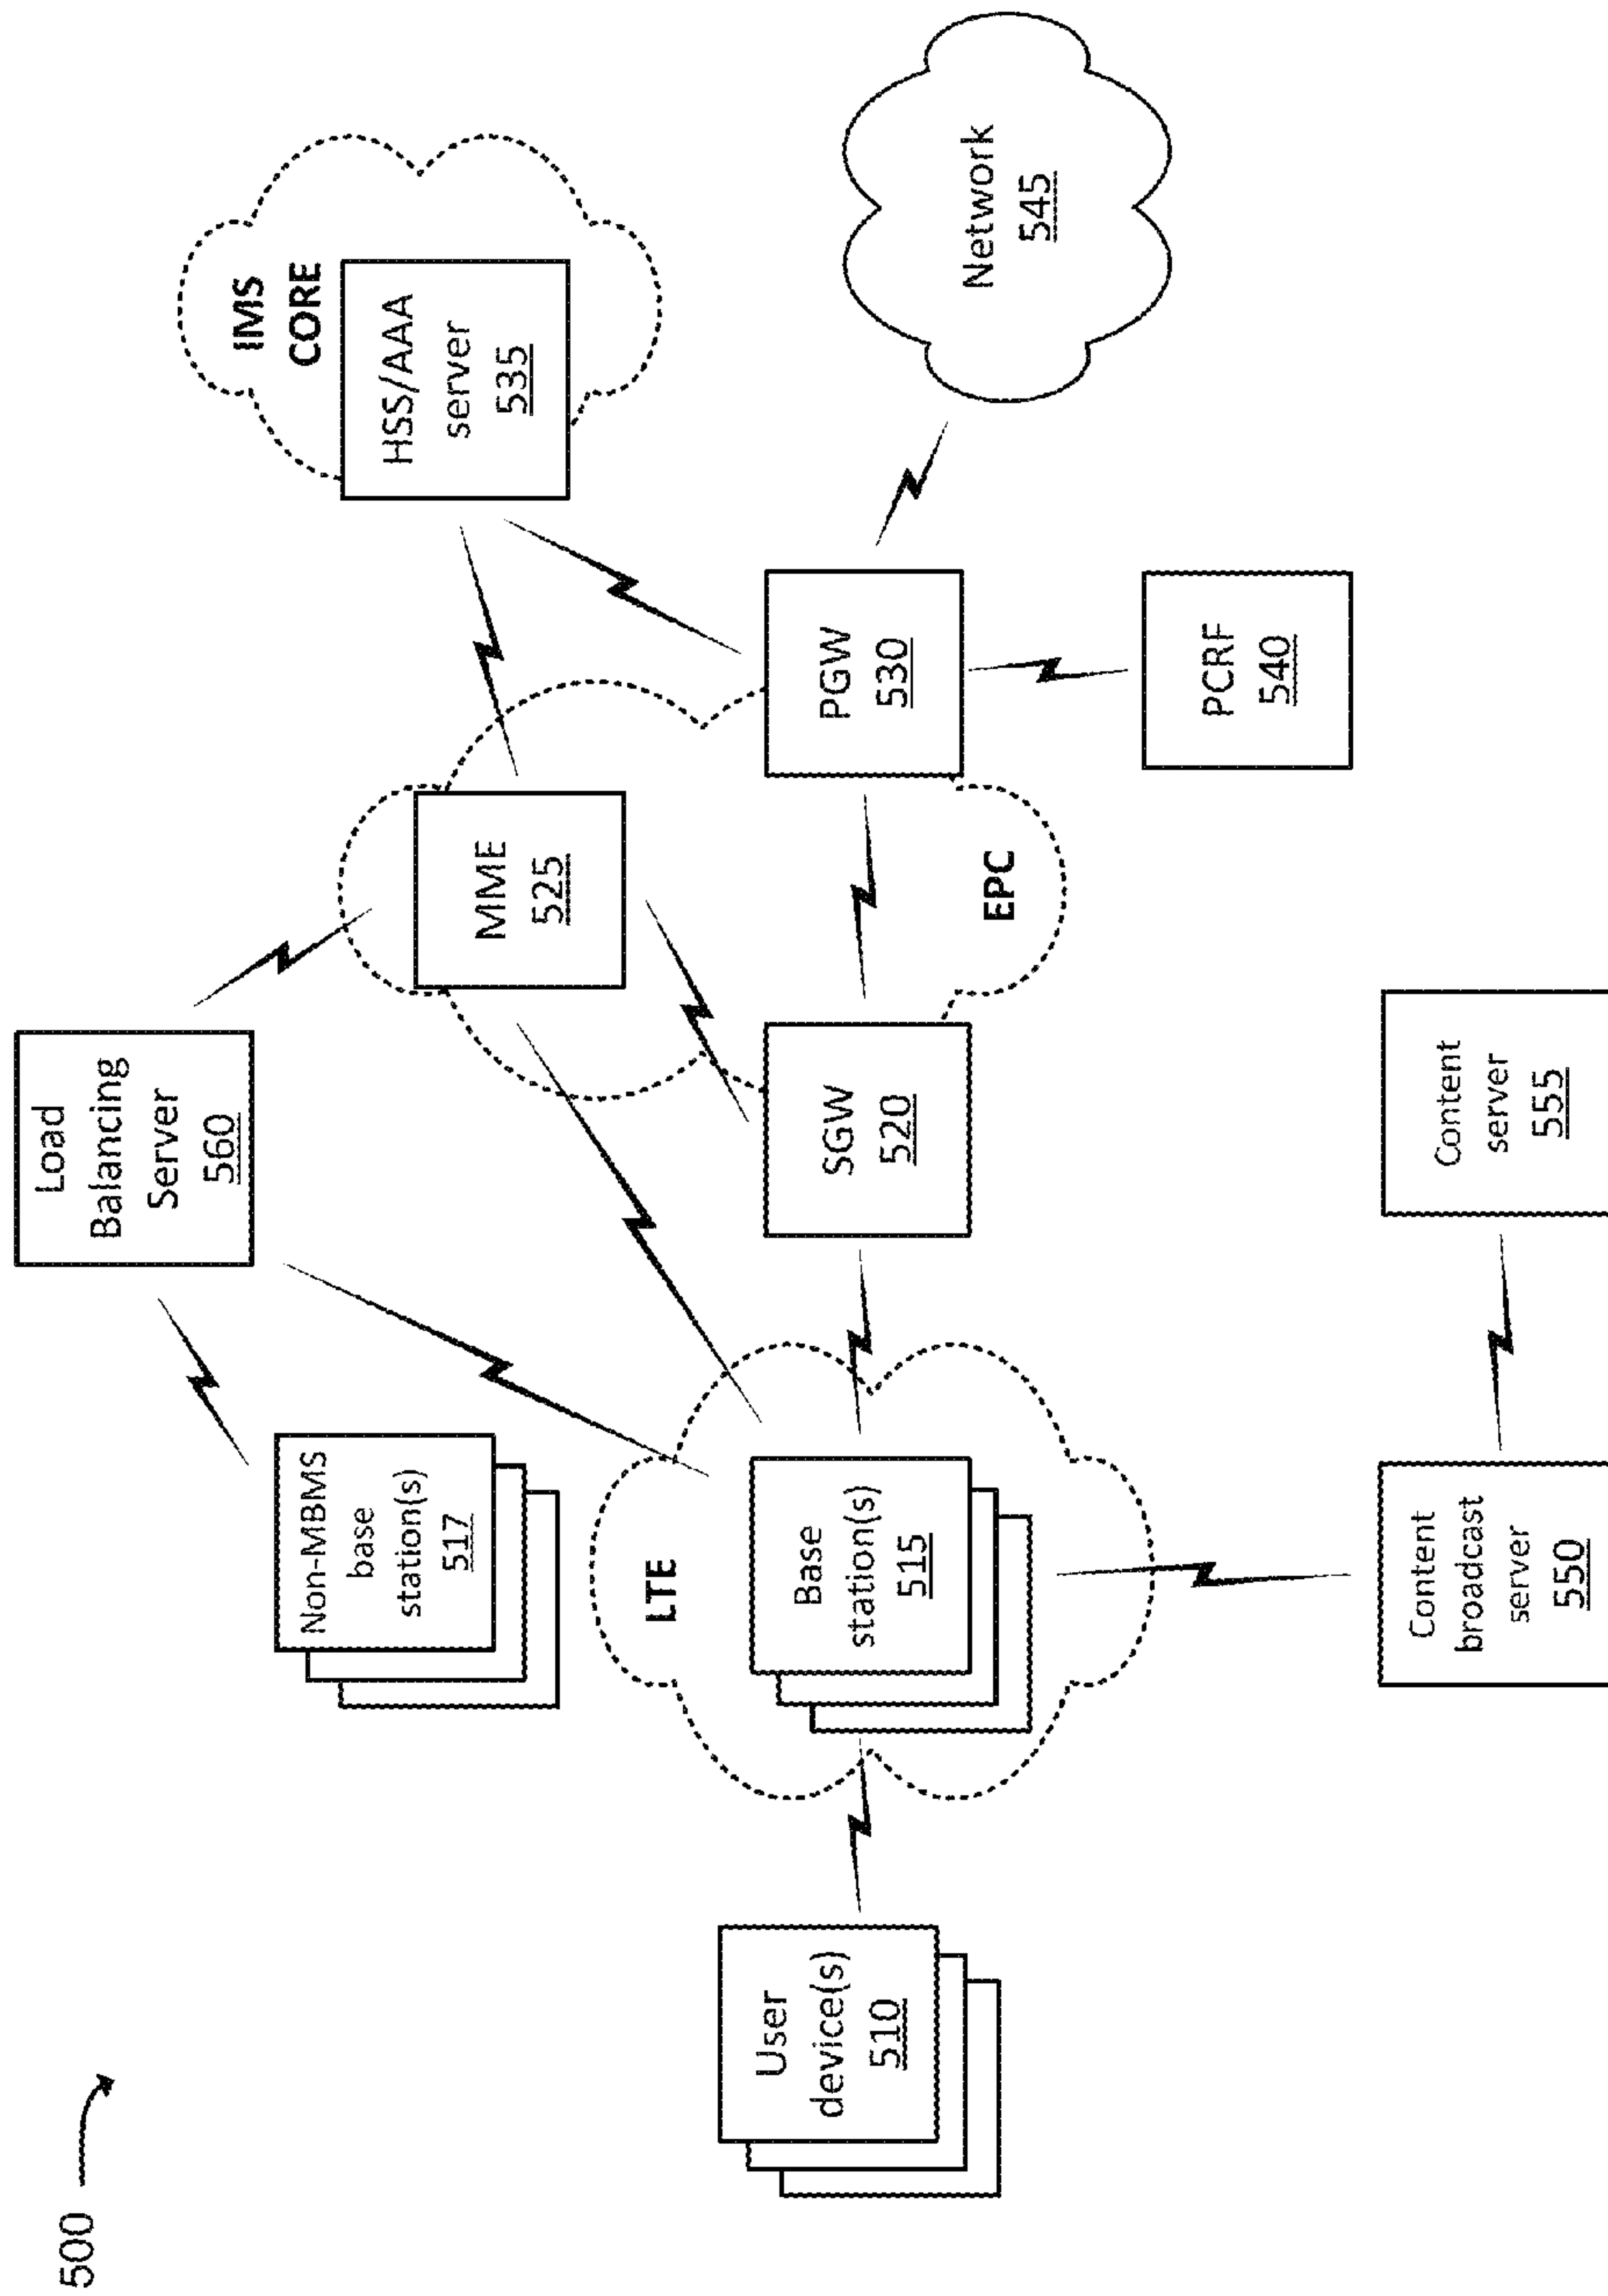 500
Load
Balancing
Server
560
IMS
CORE
HSS/AAA
server
535
Non-MBMS
base
station(s)
517
MME
525
LTE
User
device(s)
510
Base
station(s)
515
SGW
520
PGW
530
Network
545
EPC
PCRF
540
Content
broadcast
server
550
Content
server
555